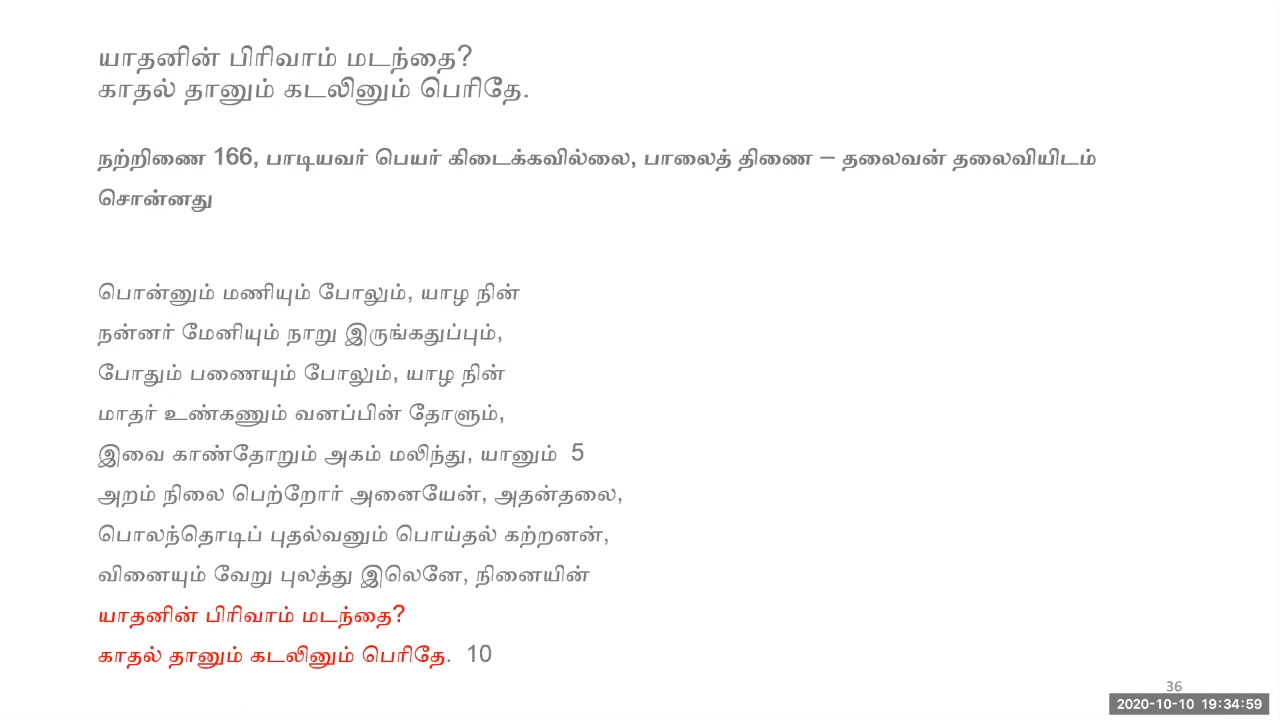 யாதனின் பிரிவாம் மடந்தை?
காதல் தானும் கடலினும் பெரிதே.
நற்றிணை 166, பாடியவர் பெயர் கிடைக்கவில்லை, பாலைத் திணை – தலைவன் தலைவியிடம்
சொன்னது
பொன்னும் மணியும் போலும், யாழ நின்
நன்னர் மேனியும் நாறு இருங்கதுப்பும்,
போதும் பணையும் போலும், யாழ நின்
மாதர் உண்கணும் வனப்பின் தோளும்,
இவை காண்தோறும் அகம் மலிந்து, யானும் 5
அறம் நிலை பெற்றோர் அனையேன், அதன்தலை,
பொலந்தொடிப் புதல்வனும் பொய்தல் கற்றனன்,
வினையும் வேறு புலத்து இலெனே, நினையின்
யாதனின் பிரிவாம் மடந்தை?
காதல் தானும் கடலினும் பெரிதே. 10
36
2020-10-10 19:34:59